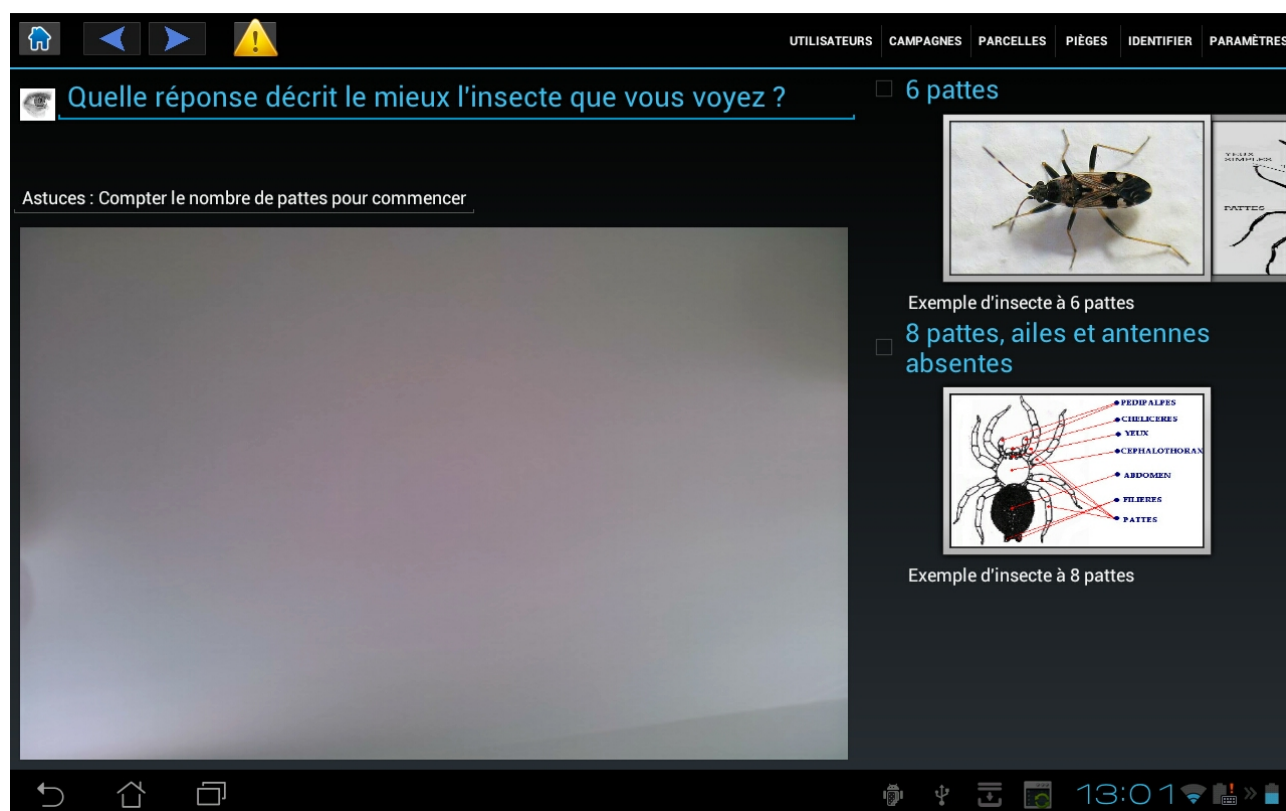 UTILISATEURS CAMPAGNES PARCELLES PIÈGES IDENTIFIER PARAMÈTRES
Quelle réponse décrit le mieux l'insecte que vous voyez ?
Astuces : Compter le nombre de pattes pour commencer
6 pattes
YEUX
SIMPLES
PATTES
Exemple d'insecte à 6 pattes
8 pattes, ailes et antennes
absentes
PEDIPALPES
CHELICERES
YEUX
CEPHALOTHORAX
ABDOMEN
FILIERES
PATTES
Exemple d'insecte à 8 pattes
13:01